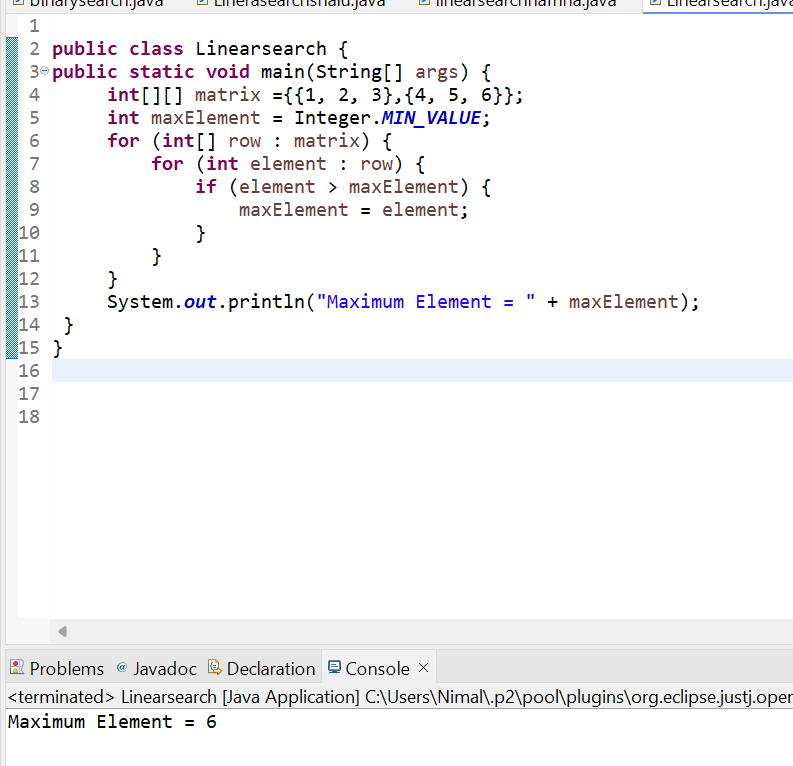 binarysearch.java Linerasearchshaid.java linearsearchnafriha.java Linearsearch.java
1
2 public class Linearsearch {
3 public static void main(String[] args) {
4 int[][] matrix ={{1, 2, 3},{4, 5, 6}};
5 int maxElement = Integer.MIN_VALUE;
6 for (int[] row : matrix) {
7 for (int element : row) {
8 if (element > maxElement) {
9 maxElement = element;
10 }
11 }
12 }
13 System.out.println("Maximum Element = " + maxElement);
14 }
15 }
16
17
18
Problems @ Javadoc Declaration Console
<terminated> Linearsearch [Java Application] C:\Users\Nimal\.p2\pool\plugins\org.eclipse.justj.oper
Maximum Element = 6